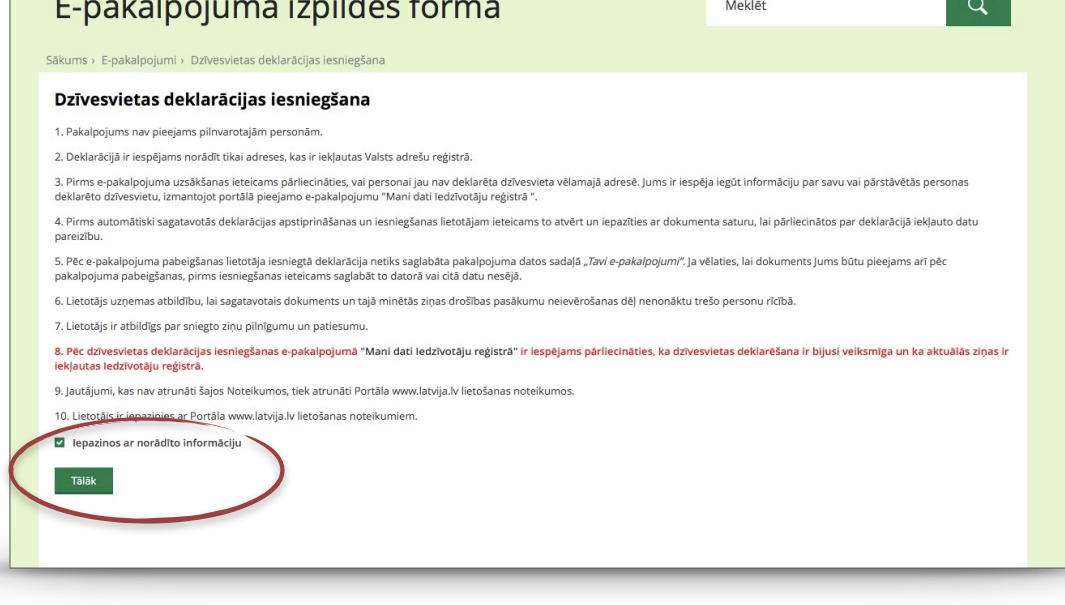 E-pakalpojuma izpildes forma
Meklēt
Sākums › E-pakalpojumi › Dzīvesvietas deklarācijas iesniegšana
Dzīvesvietas deklarācijas iesniegšana
1. Pakalpojums nav pieejams pilnvarotajām personām.
2. Deklarācijā ir iespējams norādīt tikai adreses, kas ir iekļautas Valsts adrešu reģistrā.
3. Pirms e-pakalpojuma uzsākšanas ieteicams pārliecināties, vai personai jau nav deklarēta dzīvesvieta vēlamajā adresē. Jums ir iespēja iegūt informāciju par savu vai pārstāvētās personas
deklarēto dzīvesvietu, izmantojot portālā pieejamo e-pakalpojumu "Mani dati Iedzīvotāju reģistrā ".
4. Pirms automātiski sagatavotās deklarācijas apstiprināšanas un iesniegšanas lietotājam ieteicams to atvērt un iepazīties ar dokumenta saturu, lai pārliecinātos par deklarācijā iekļauto datu
pareizību.
5. Pēc e-pakalpojuma pabeigšanas lietotāja iesniegtā deklarācija netiks saglabāta pakalpojuma datos sadaļā „Tavi e-pakalpojumi”. Ja vēlaties, lai dokuments Jums būtu pieejams arī pēc
pakalpojuma pabeigšanas, pirms iesniegšanas ieteicams saglabāt to datorā vai citā datu nesējā.
6. Lietotājs uzņemas atbildību, lai sagatavotais dokuments un tajā minētās ziņas drošības pasākumu neievērošanas dēļ nenonāktu trešo personu rīcībā.
7. Lietotājs ir atbildīgs par sniegto ziņu pilnīgumu un patiesumu.
8. Pēc dzīvesvietas deklarācijas iesniegšanas e-pakalpojumā "Mani dati Iedzīvotāju reģistrā" ir iespējams pārliecināties, ka dzīvesvietas deklarēšana ir bijusi veiksmīga un ka aktuālās ziņas ir
iekļautas Iedzīvotāju reģistrā.
9. Jautājumi, kas nav atrunāti šajos Noteikumos, tiek atrunāti Portāla www.latvija.lv lietošanas noteikumos.
10. Lietotājs ir iepazinies ar Portāla www.latvija.lv lietošanas noteikumiem.
Iepazinos ar norādīto informāciju
Tālāk